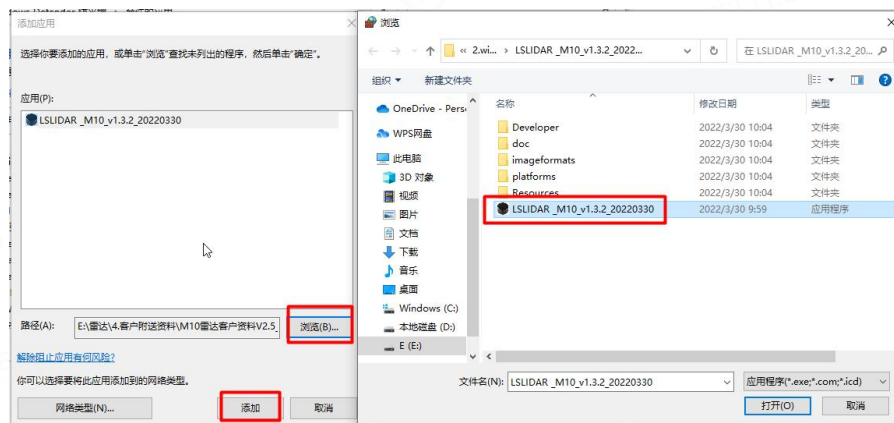 添加应用
选择你要添加的应用，或单击"浏览"查找未列出的程序，然后单击"确定"。
应用(P):
LSLIDAR _M10_v1.3.2_20220330
路径(A):
E:\雷达\4.客户附送资料\M10雷达客户资料V2.5_
浏览(B)...
解除阻止应用有何风险?
你可以选择要将此应用添加到的网络类型。
网络类型(N)...
添加
取消
浏览
« 2.wi... › LSLIDAR _M10_v1.3.2_2022...
在 LSLIDAR _M10_v1.3.2_20...
组织
新建文件夹
OneDrive - Pers
WPS网盘
此电脑
3D 对象
视频
图片
文档
下载
音乐
桌面
Windows (C:)
本地磁盘 (D:)
E (E:)
名称 修改日期 类型
Developer 2022/3/30 10:04 文件夹
doc 2022/3/30 10:04 文件夹
imageformats 2022/3/30 10:04 文件夹
platforms 2022/3/30 10:04 文件夹
Resources 2022/3/30 10:04 文件夹
LSLIDAR _M10_v1.3.2_20220330 2022/3/30 9:59 应用程序
文件名(N): LSLIDAR _M10_v1.3.2_20220330
应用程序(*.exe;*.com;*.icd)
打开(O)
取消